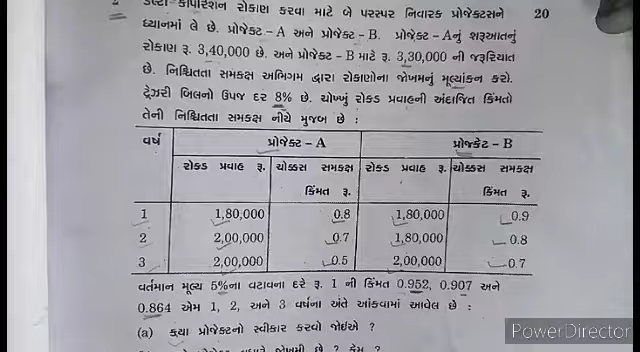 ડેલ્ટા કોર્પોરેશન રોકાણ કરવા માટે બે પરસ્પર નિવારક પ્રોજેક્ટસને 20
ધ્યાનમાં લે છે. પ્રોજેક્ટ - A અને પ્રોજેક્ટ - B. પ્રોજેક્ટ - Aનું શરૂઆતનું
રોકાણ રૂ. 3,40,000 છે. અને પ્રોજેક્ટ - B માટે રૂ. 3,30,000 ની જરૂરિયાત
છે. નિશ્ચિતતા સમકક્ષ અભિગમ દ્વારા રોકાણોના જોખમનું મૂલ્યાંકન કરો.
ટ્રેઝરી બિલનો ઉપજ દર 8% છે. ચોખ્ખું રોકડ પ્રવાહની અંદાજિત કિંમતો
તેની નિશ્ચિતતા સમકક્ષ નીચે મુજબ છે :
વર્ષ પ્રોજેક્ટ - A પ્રોજક્ટ - B
રોકડ પ્રવાહ રૂ. ચોક્કસ સમકક્ષ રોકડ પ્રવાહ રૂ. ચોક્કસ સમકક્ષ
કિંમત રૂ. કિંમત રૂ.
1 1,80,000 0.8 1,80,000 0.9
2 2,00,000 0.7 1,80,000 0.8
3 2,00,000 0.5 2,00,000 0.7
વર્તમાન મૂલ્ય 5%ના વટાવના દરે રૂ. 1 ની કિંમત 0.952, 0.907 અને
0.864 એમ 1, 2, અને 3 વર્ષના અંતે આંકવામાં આવેલ છે :
(a) કયા પ્રોજેક્ટનો સ્વીકાર કરવો જોઈએ ?
PowerDirector